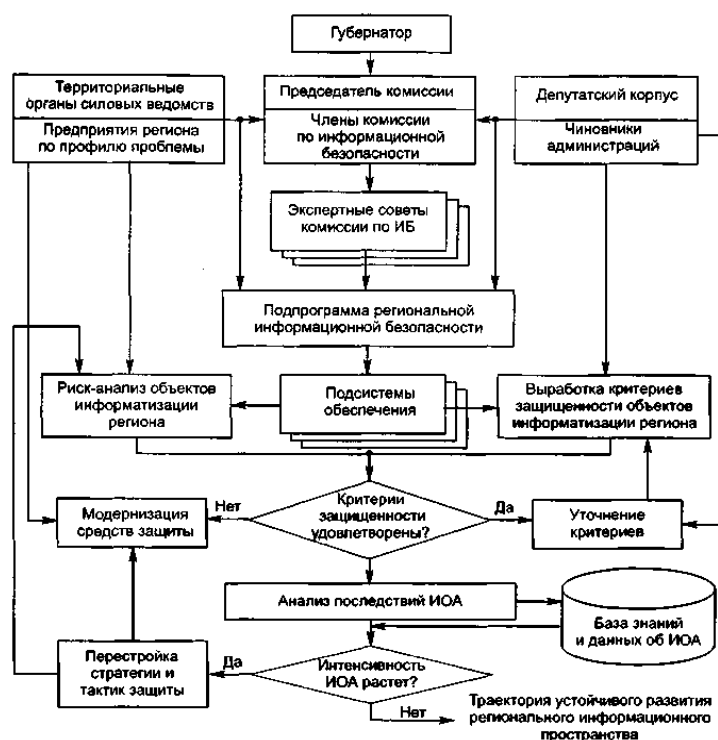 Губернатор
Территориальные
органы силовых ведомств
Предприятия региона
по профилю проблемы
Председатель комиссии
Члены комиссии
по информационной
безопасности
Депутатский корпус
Чиновники
администраций
Экспертные советы
комиссии по ИБ
Подпрограмма региональной
информационной безопасности
Риск-анализ объектов
информатизации
региона
Подсистемы
обеспечения
Выработка критериев
защищенности объектов
информатизации региона
Модернизация
средств защиты
Нет
Критерии
защищенности
удовлетворены?
Да
Уточнение
критериев
Анализ последствий ИОА
База знаний
и данных об ИОА
Перестройка
стратегии и
тактик защиты
Да
Интенсивность
ИОА растет?
Нет
Траектория устойчивого развития
регионального информационного
пространства